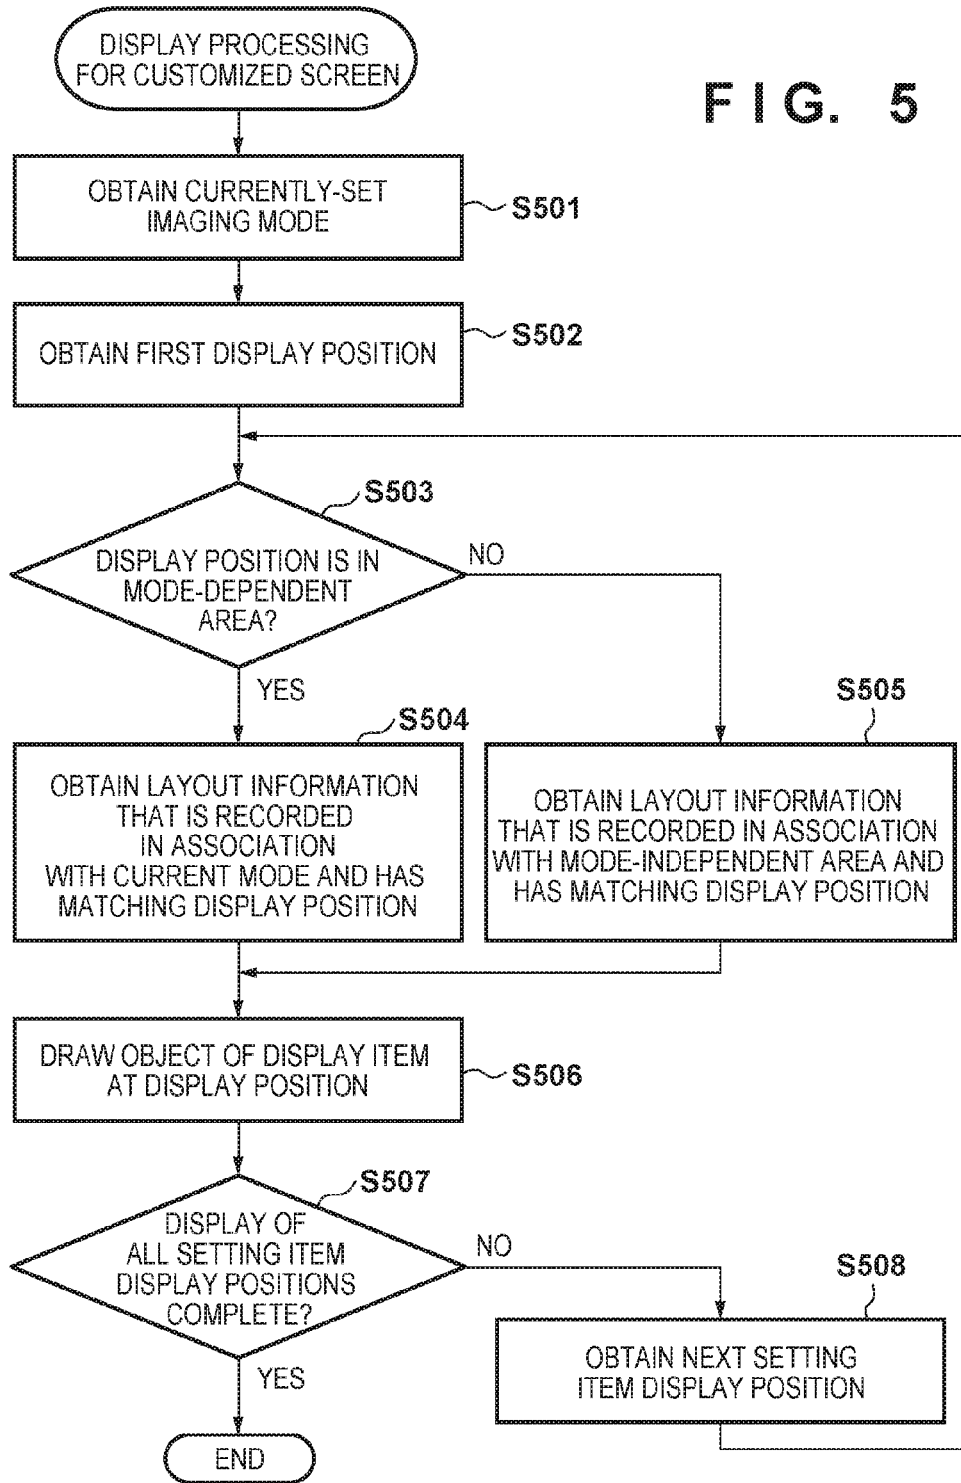 DISPLAY PROCESSING
FOR CUSTOMIZED SCREEN
FIG. 5
OBTAIN CURRENTLY-SET
IMAGING MODE
S501
OBTAIN FIRST DISPLAY POSITION
S502
S503
DISPLAY POSITION IS IN
MODE-DEPENDENT
AREA?
NO
YES
S504
OBTAIN LAYOUT INFORMATION
THAT IS RECORDED
IN ASSOCIATION
WITH CURRENT MODE AND HAS
MATCHING DISPLAY POSITION
S505
OBTAIN LAYOUT INFORMATION
THAT IS RECORDED IN ASSOCIATION
WITH MODE-INDEPENDENT AREA AND
HAS MATCHING DISPLAY POSITION
DRAW OBJECT OF DISPLAY ITEM
AT DISPLAY POSITION
S506
S507
DISPLAY OF
ALL SETTING ITEM
DISPLAY POSITIONS
COMPLETE?
NO
YES
S508
OBTAIN NEXT SETTING
ITEM DISPLAY POSITION
END